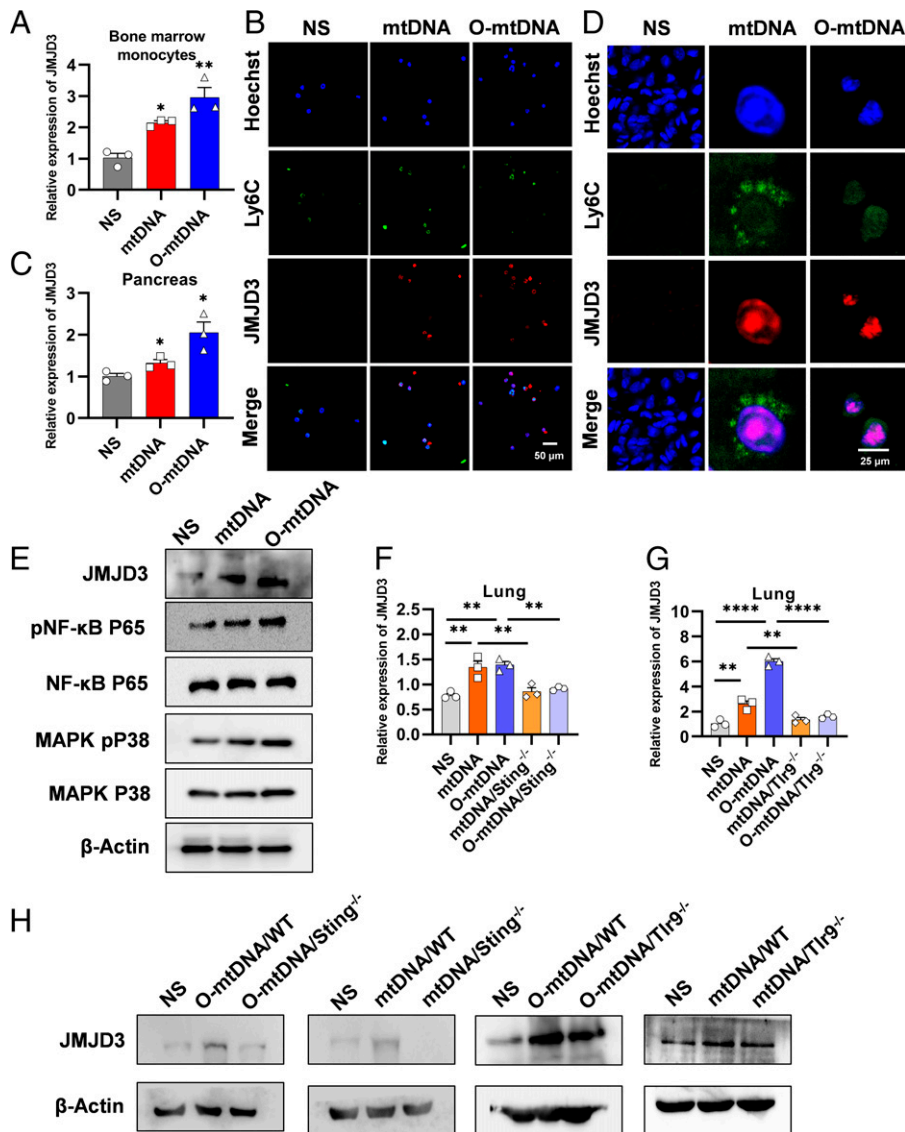 A
Bone marrow
monocytes
Relative expression of JMJD3
4
3
2
1
0
*
**
NS
mtDNA
O-mtDNA
B
NS
mtDNA
O-mtDNA
Hoechst
Ly6C
JMJD3
Merge
50 µm
C
Pancreas
Relative expression of JMJD3
3
2
1
0
*
*
NS
mtDNA
O-mtDNA
D
NS
mtDNA
O-mtDNA
Hoechst
Ly6C
JMJD3
Merge
25 µm
E
NS
mtDNA
O-mtDNA
JMJD3
pNF-κB P65
NF-κB P65
MAPK pP38
MAPK P38
β-Actin
F
Lung
Relative expression of JMJD3
2.5
2.0
1.5
1.0
0.5
0.0
**
**
**
**
NS
mtDNA
O-mtDNA
mtDNA/Sting-/-
O-mtDNA/Sting-/-
G
Lung
Relative expression of JMJD3
10
8
6
4
2
0
****
****
**
**
NS
mtDNA
O-mtDNA
mtDNA/Tlr9-/-
O-mtDNA/Tlr9-/-
H
NS
O-mtDNA/WT
O-mtDNA/Sting-/-
NS
mtDNA/WT
mtDNA/Sting-/-
NS
O-mtDNA/WT
O-mtDNA/Tlr9-/-
NS
mtDNA/WT
mtDNA/Tlr9-/-
JMJD3
β-Actin